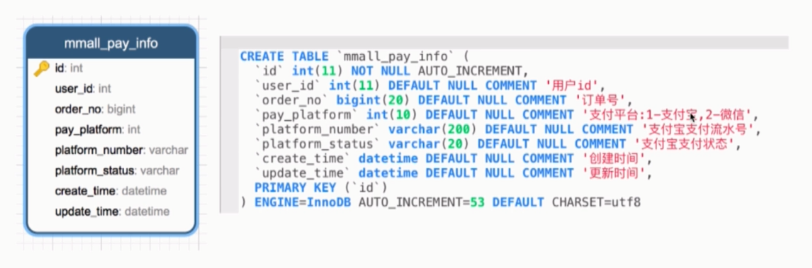 mmall_pay_info
id: int
user_id: int
order_no: bigint
pay_platform: int
platform_number: varchar
platform_status: varchar
create_time: datetime
update_time: datetime
CREATE TABLE `mmall_pay_info` (
`id` int(11) NOT NULL AUTO_INCREMENT,
`user_id` int(11) DEFAULT NULL COMMENT '用户id',
`order_no` bigint(20) DEFAULT NULL COMMENT '订单号',
`pay_platform` int(10) DEFAULT NULL COMMENT '支付平台:1-支付宝,2-微信',
`platform_number` varchar(200) DEFAULT NULL COMMENT '支付宝支付流水号',
`platform_status` varchar(20) DEFAULT NULL COMMENT '支付宝支付状态',
`create_time` datetime DEFAULT NULL COMMENT '创建时间',
`update_time` datetime DEFAULT NULL COMMENT '更新时间',
PRIMARY KEY (`id`)
) ENGINE=InnoDB AUTO_INCREMENT=53 DEFAULT CHARSET=utf8